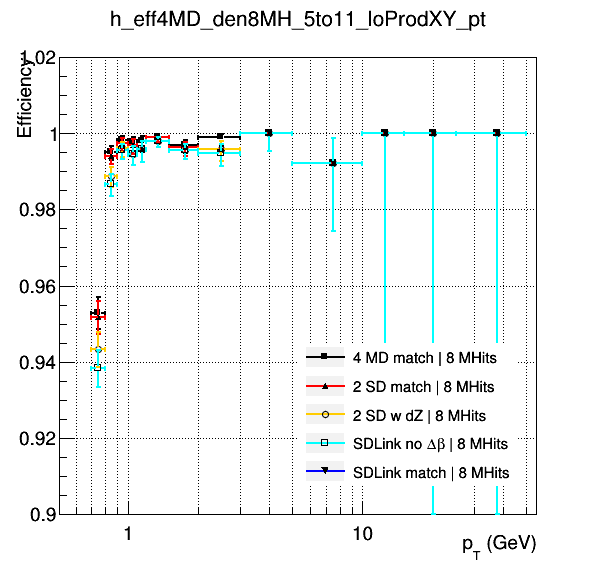 h_eff4MD_den8MH_5to11_loProdXY_pt
Efficiency
1.02
1
0.98
0.96
0.94
0.92
0.9
4 MD match | 8 MHits
2 SD match | 8 MHits
2 SD w dZ | 8 MHits
SDLink no Δβ | 8 MHits
SDLink match | 8 MHits
1
10
p_T (GeV)